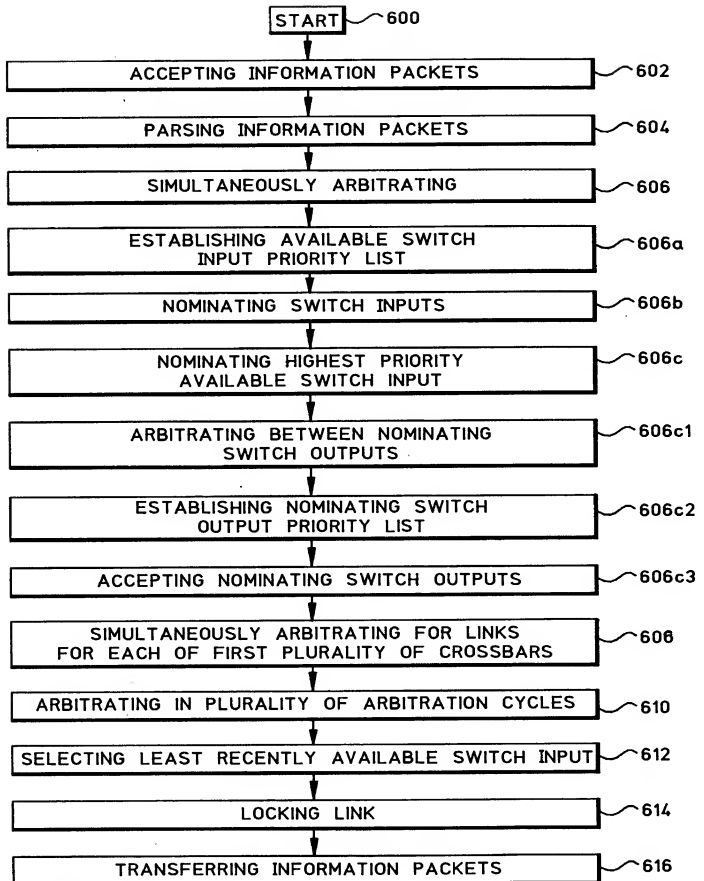 START 600
ACCEPTING INFORMATION PACKETS 602
PARSING INFORMATION PACKETS 604
SIMULTANEOUSLY ARBITRATING 606
ESTABLISHING AVAILABLE SWITCH
INPUT PRIORITY LIST 606a
NOMINATING SWITCH INPUTS 606b
NOMINATING HIGHEST PRIORITY
AVAILABLE SWITCH INPUT 606c
ARBITRATING BETWEEN NOMINATING
SWITCH OUTPUTS 606c1
ESTABLISHING NOMINATING SWITCH
OUTPUT PRIORITY LIST 606c2
ACCEPTING NOMINATING SWITCH OUTPUTS 606c3
SIMULTANEOUSLY ARBITRATING FOR LINKS
FOR EACH OF FIRST PLURALITY OF CROSSBARS 608
ARBITRATING IN PLURALITY OF ARBITRATION CYCLES 610
SELECTING LEAST RECENTLY AVAILABLE SWITCH INPUT 612
LOCKING LINK 614
TRANSFERRING INFORMATION PACKETS 616